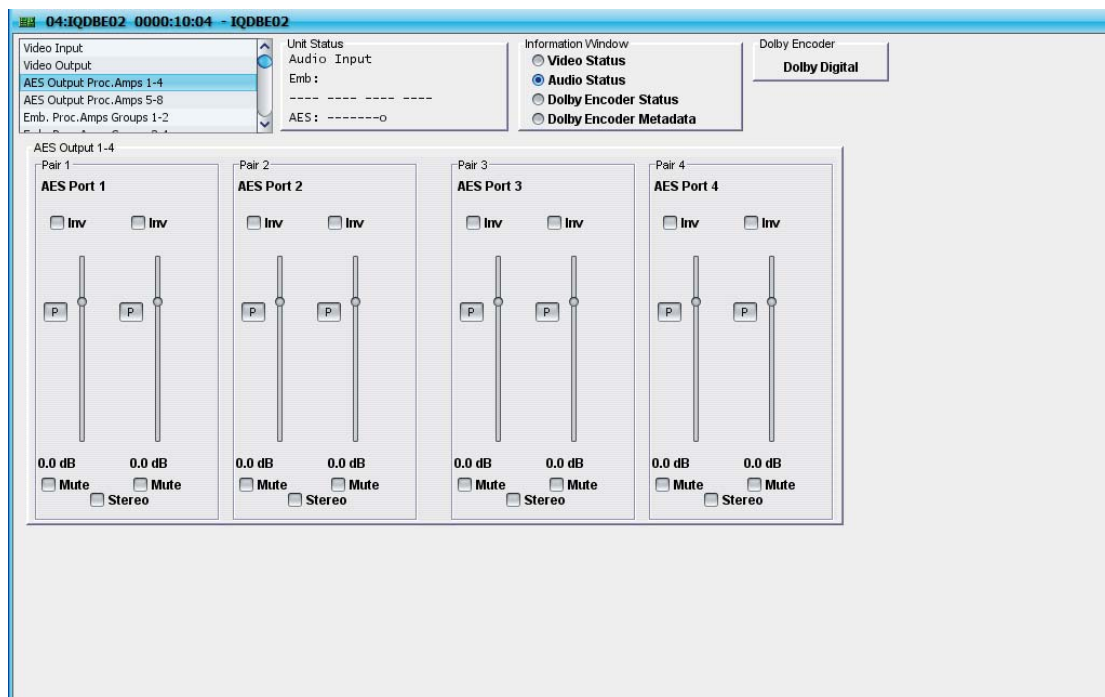 04:IQDBE02 0000:10:04 - IQDBE02
Video Input
Video Output
AES Output Proc.Amps 1-4
AES Output Proc.Amps 5-8
Emb. Proc.Amps Groups 1-2
Unit Status
Audio Input
Emb:
---- ---- ---- ----
AES: -------o
Information Window
Video Status
Audio Status
Dolby Encoder Status
Dolby Encoder Metadata
Dolby Encoder
Dolby Digital
AES Output 1-4
Pair 1 Pair 2 Pair 3 Pair 4
AES Port 1 AES Port 2 AES Port 3 AES Port 4
Inv Inv Inv Inv Inv Inv Inv Inv
P P P P P P P P
0.0 dB 0.0 dB 0.0 dB 0.0 dB 0.0 dB 0.0 dB 0.0 dB 0.0 dB
Mute Mute Mute Mute Mute Mute Mute Mute
Stereo Stereo Stereo Stereo